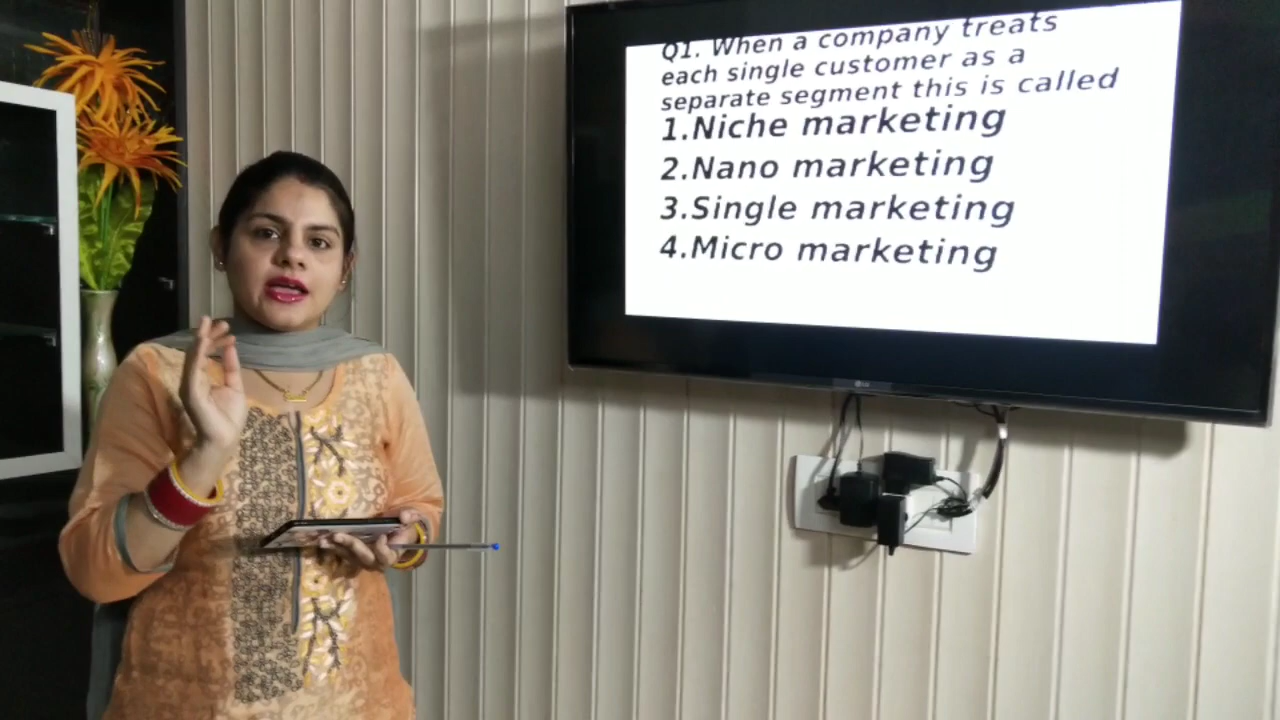 Q1. When a company treats
each single customer as a
separate segment this is called
1.Niche marketing
2.Nano marketing
3.Single marketing
4.Micro marketing
LG